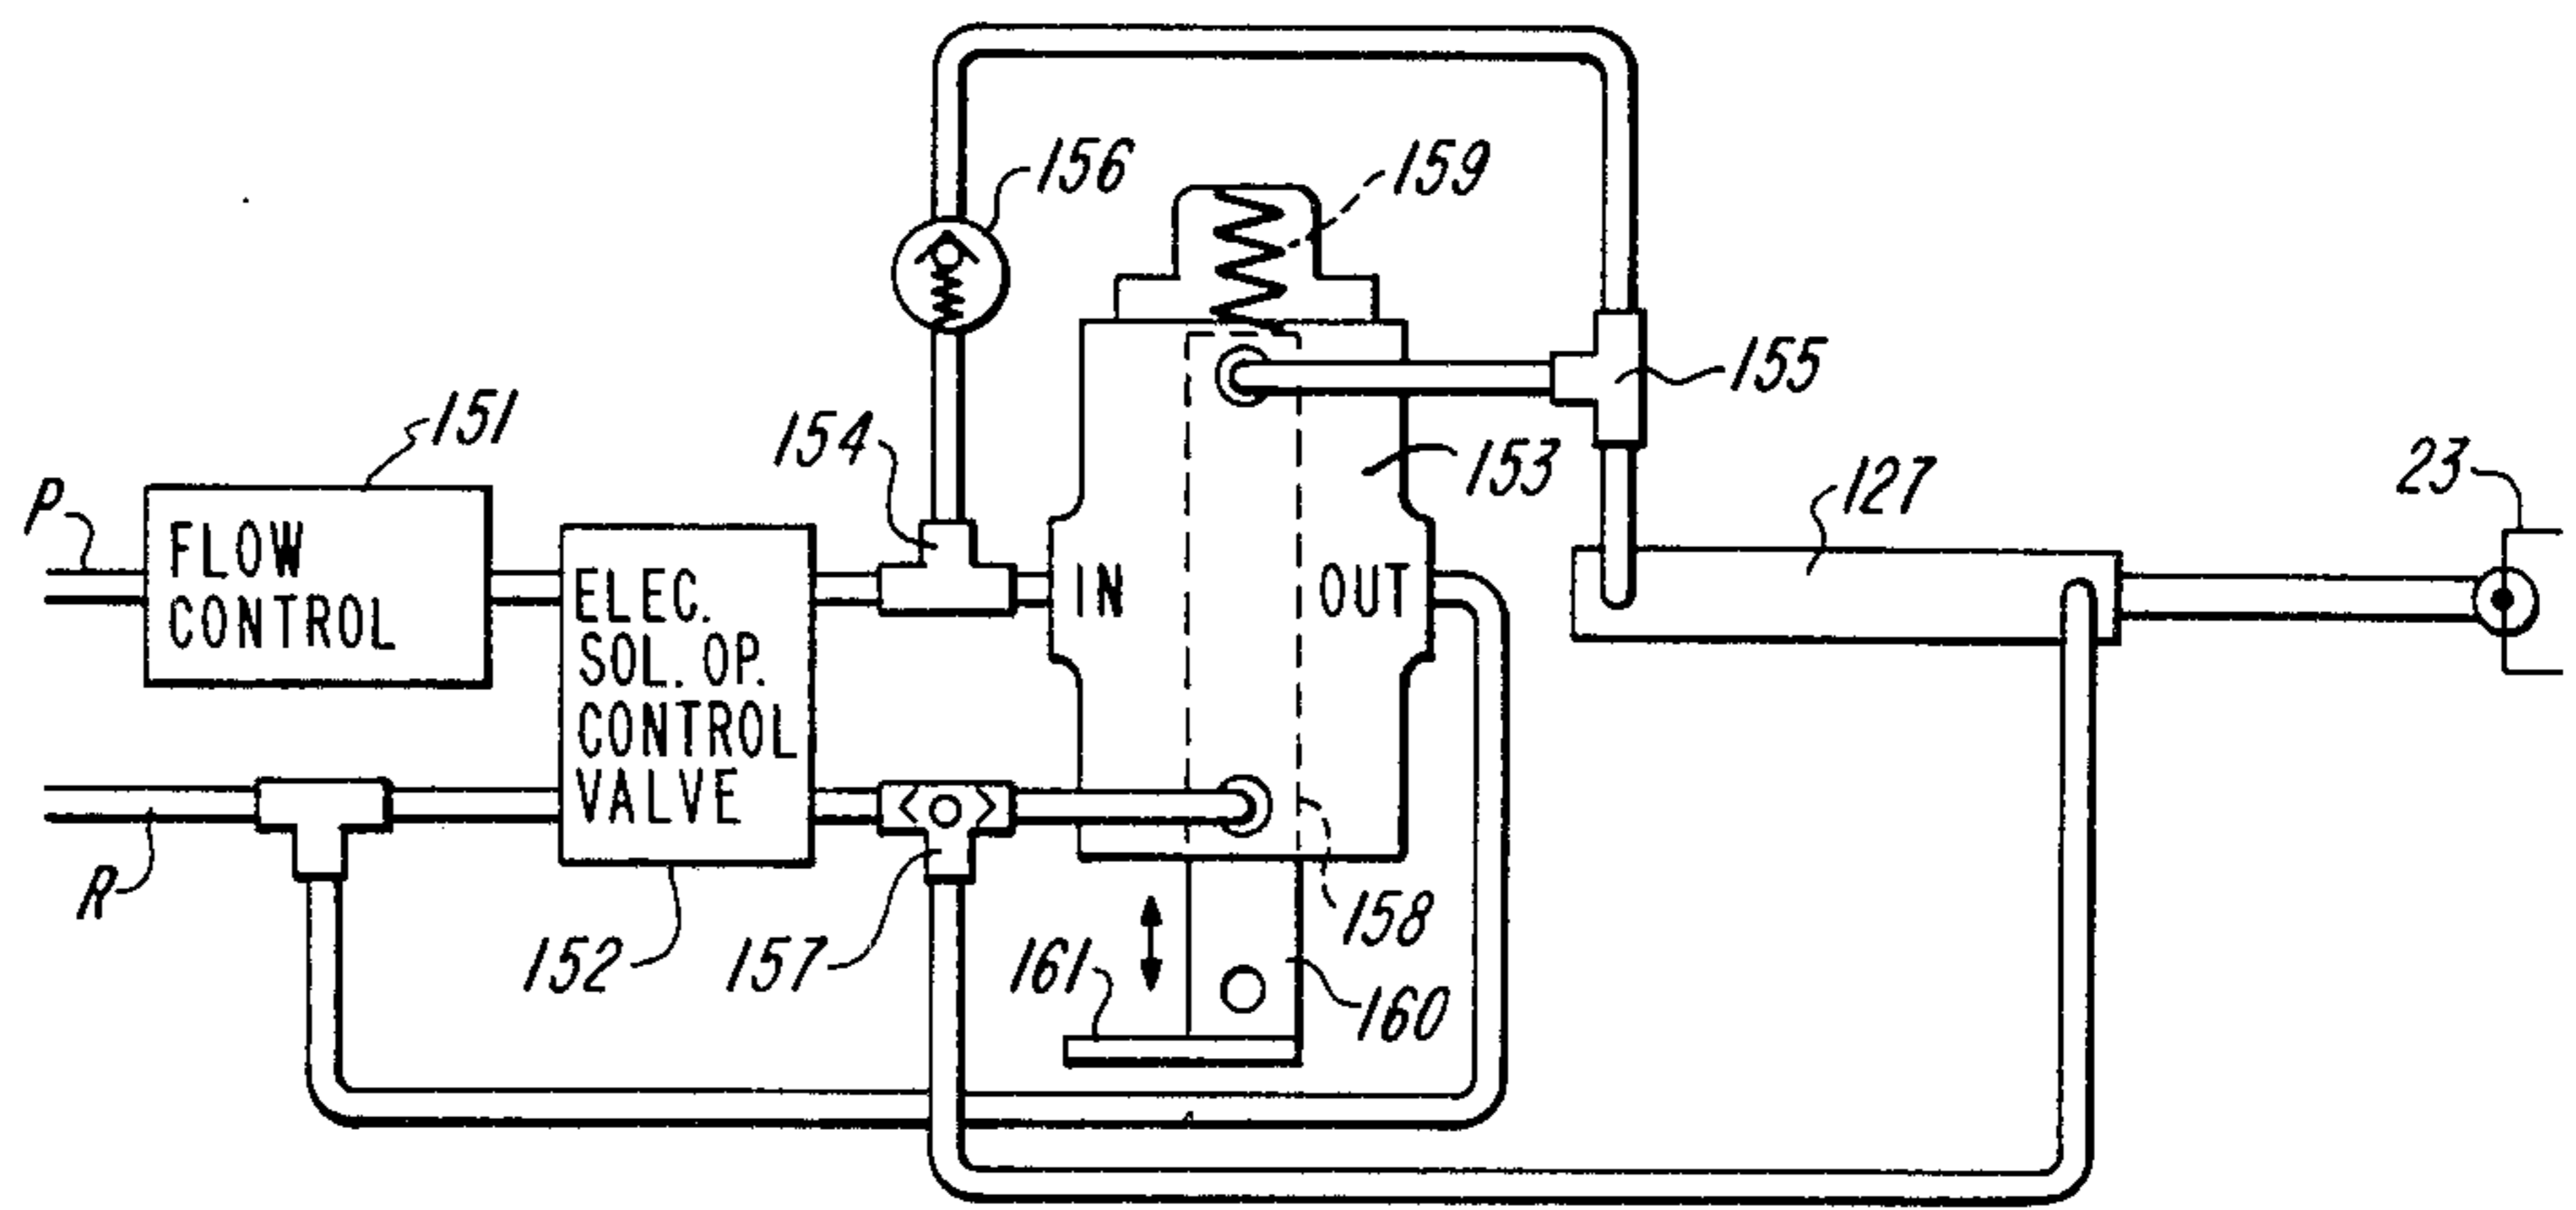 156
159
151
154
155
153
127
23
P
FLOW
CONTROL
ELEC.
SOL. OP.
CONTROL
VALVE
IN
OUT
R
152
157
161
158
160